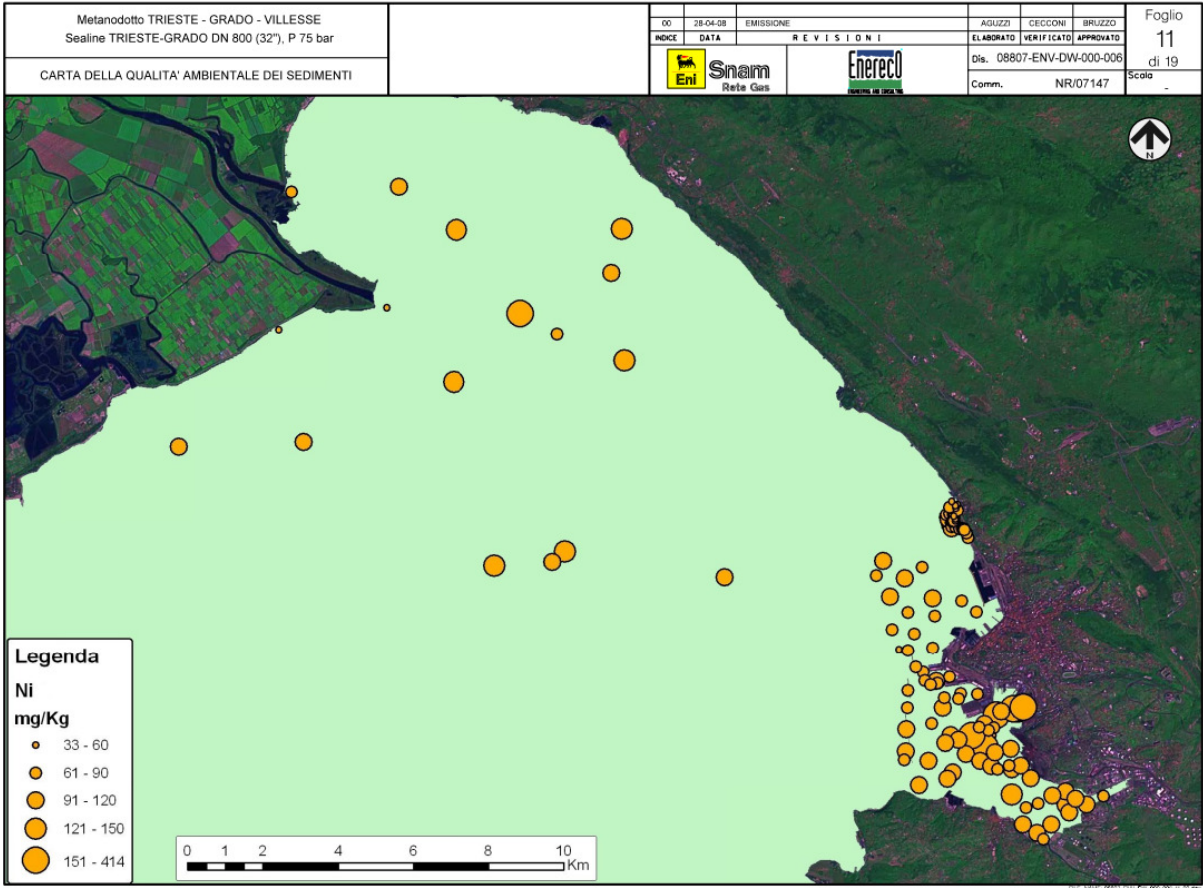 Metanodotto TRIESTE - GRADO - VILLESSE
Sealine TRIESTE-GRADO DN 800 (32"), P 75 bar
CARTA DELLA QUALITA' AMBIENTALE DEI SEDIMENTI
00 28-04-08 EMISSIONE AGUZZI CECCONI BRUZZO
INDICE DATA REVISIONI ELABORATO VERIFICATO APPROVATO
Eni
Snam
Rete Gas
Enereco
ENGINEERING AND CONSULTING
Dis. 08807-ENV-DW-000-006
Comm. NR/07147
Foglio
11
di 19
Scala
-
N
Legenda
Ni
mg/Kg
33 - 60
61 - 90
91 - 120
121 - 150
151 - 414
0 1 2 4 6 8 10
Km